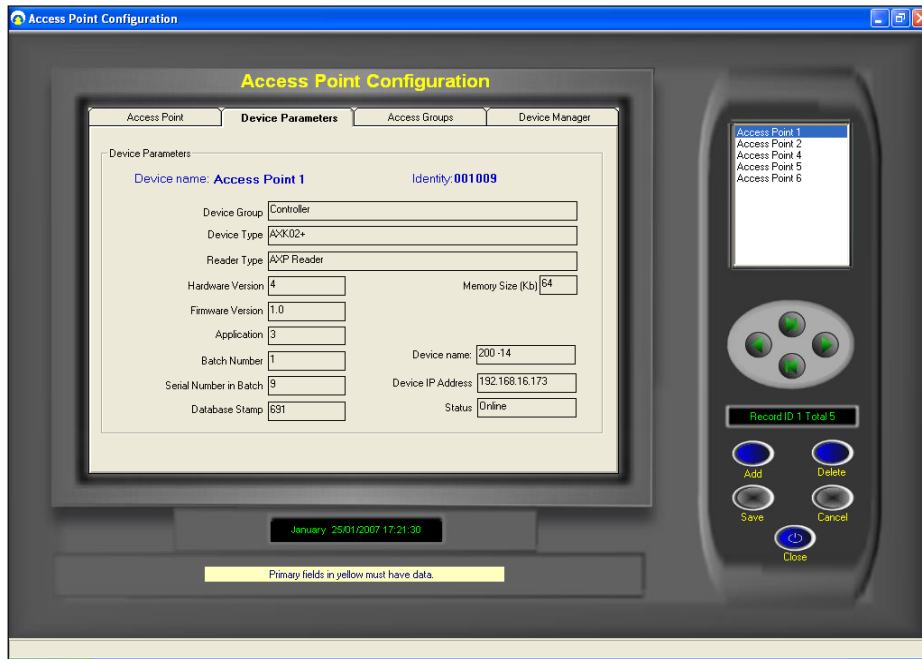 Access Point Configuration
Access Point Configuration
Access Point Device Parameters Access Groups Device Manager
Device Parameters
Device name: Access Point 1 Identity:001009
Device Group Controller
Device Type AXK02+
Reader Type AXP Reader
Hardware Version 4 Memory Size (Kb) 64
Firmware Version 1.0
Application 3
Batch Number 1 Device name: 200 -14
Serial Number in Batch 9 Device IP Address 192.168.16.173
Database Stamp 691 Status Online
January 25/01/2007 17:21:30
Primary fields in yellow must have data.
Access Point 1
Access Point 2
Access Point 4
Access Point 5
Access Point 6
Record ID 1 Total 5
Add Delete
Save Cancel
Close